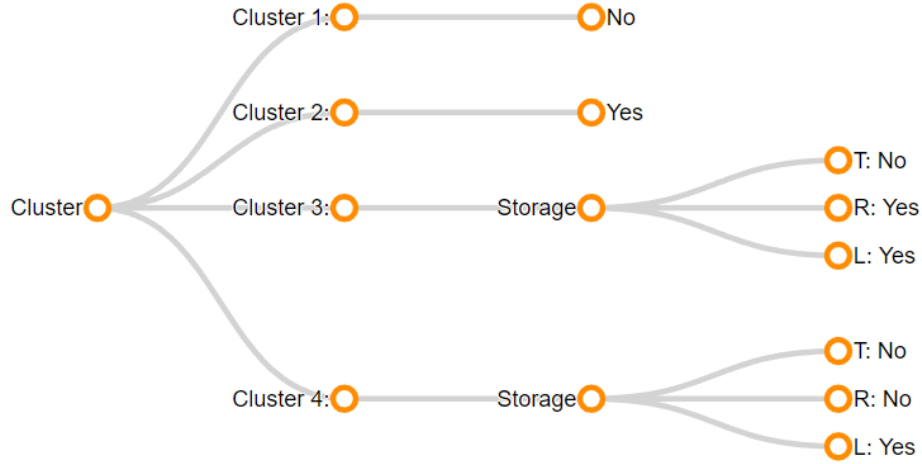 Cluster 1:
No
Cluster 2:
Yes
Cluster
Cluster 3:
Storage
T: No
R: Yes
L: Yes
Cluster 4:
Storage
T: No
R: No
L: Yes